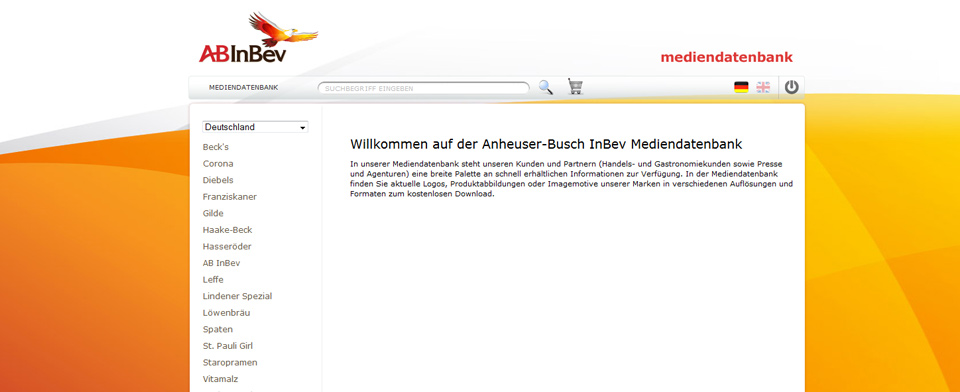 ABInBev
mediendatenbank
MEDIENDATENBANK
SUCHBEGRIFF EINGEBEN
Deutschland
Beck's
Corona
Diebels
Franziskaner
Gilde
Haake-Beck
Hasseröder
AB InBev
Leffe
Lindener Spezial
Löwenbräu
Spaten
St. Pauli Girl
Staropramen
Vitamalz
Willkommen auf der Anheuser-Busch InBev Mediendatenbank
In unserer Mediendatenbank steht unseren Kunden und Partnern (Handels- und Gastronomiekunden sowie Presse
und Agenturen) eine breite Palette an schnell erhältlichen Informationen zur Verfügung. In der Mediendatenbank
finden Sie aktuelle Logos, Produktabbildungen oder Imagemotive unserer Marken in verschiedenen Auflösungen und
Formaten zum kostenlosen Download.